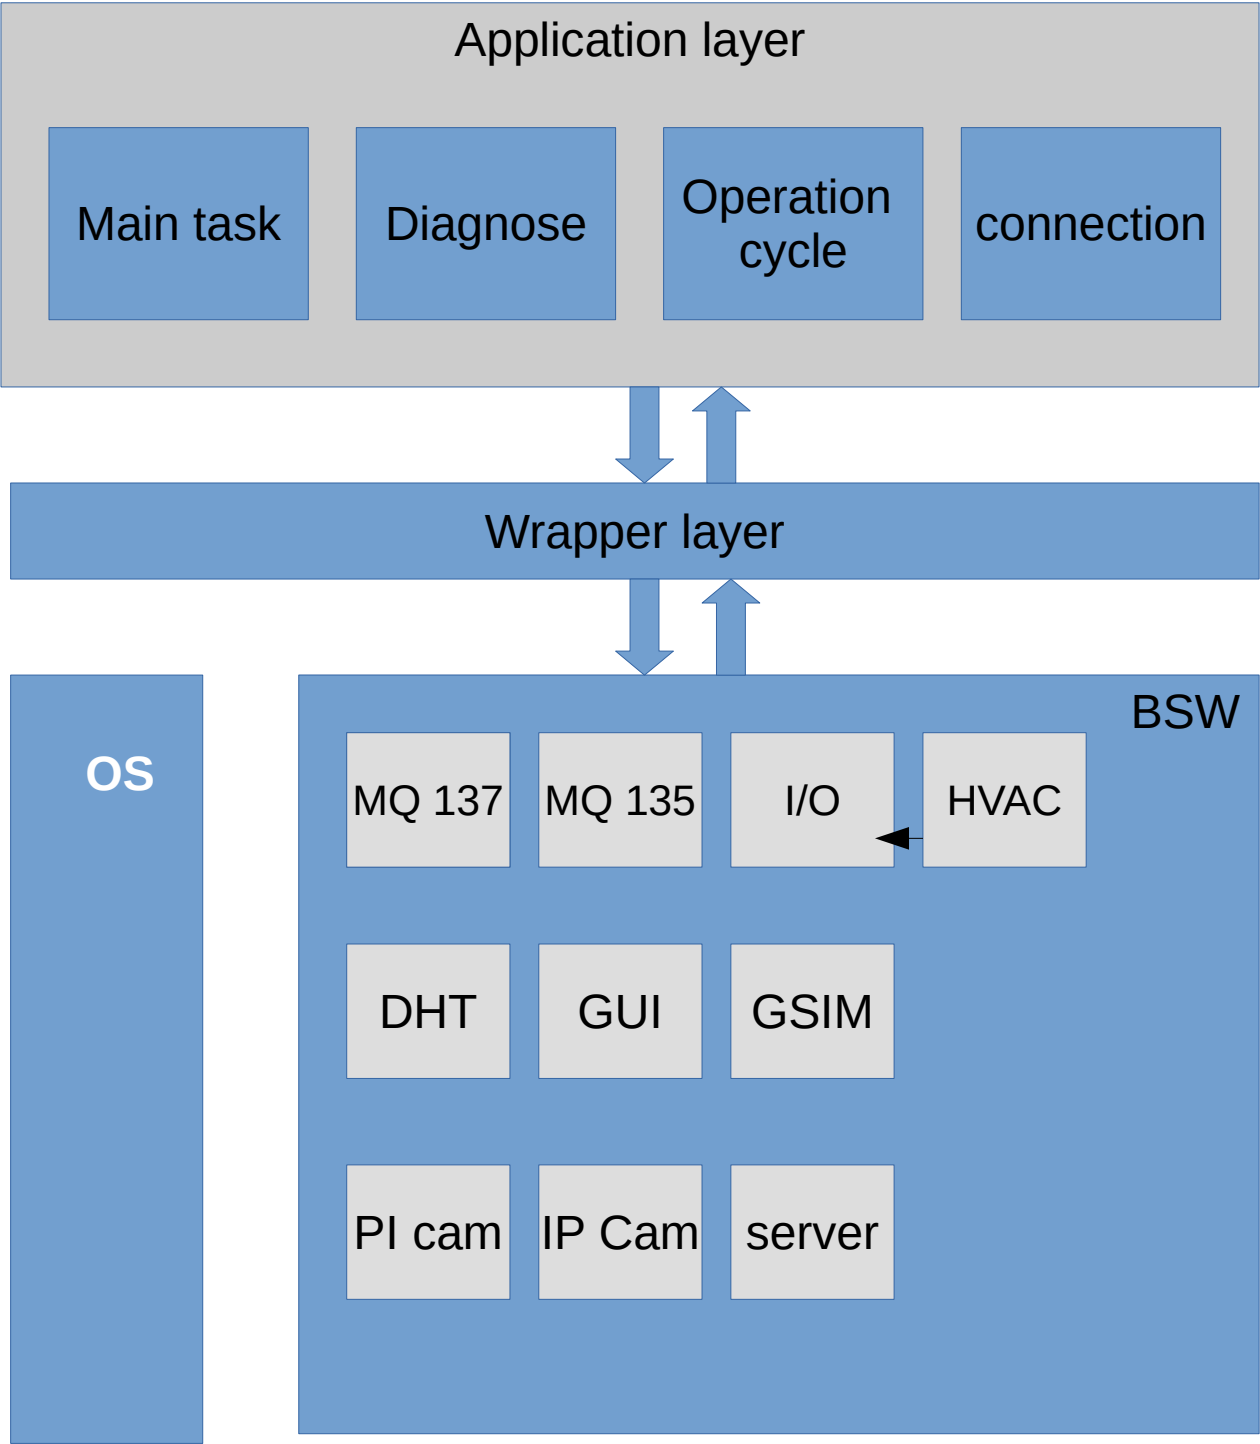 Application layer
Main task
Diagnose
Operation
cycle
connection
Wrapper layer
OS
BSW
MQ 137
MQ 135
I/O
HVAC
DHT
GUI
GSIM
PI cam
IP Cam
server